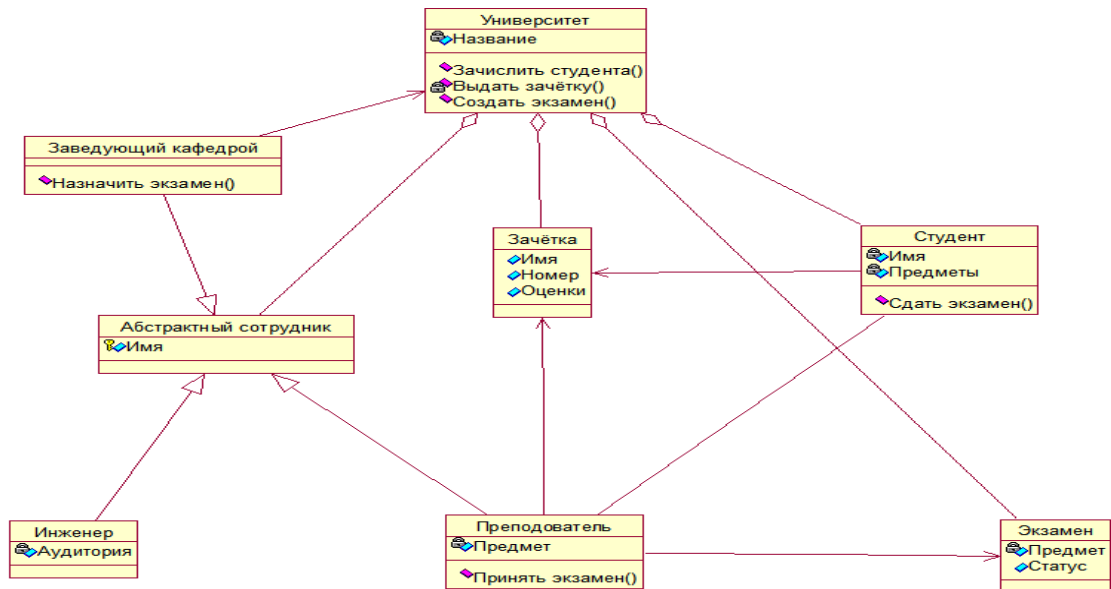 Университет
Название
Зачислить студента()
Выдать зачётку()
Создать экзамен()
Заведующий кафедрой
Назначить экзамен()
Зачётка
Имя
Номер
Оценки
Студент
Имя
Предметы
Сдать экзамен()
Абстрактный сотрудник
Имя
Инженер
Аудитория
Преподователь
Предмет
Принять экзамен()
Экзамен
Предмет
Статус